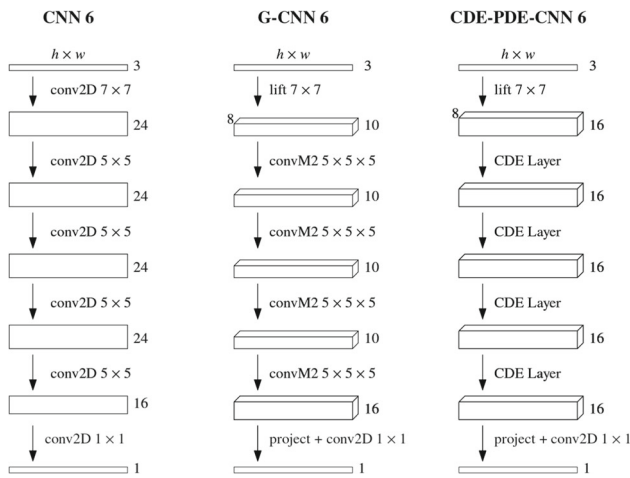 CNN 6
h × w
3
conv2D 7 × 7
24
conv2D 5 × 5
24
conv2D 5 × 5
24
conv2D 5 × 5
24
conv2D 5 × 5
16
conv2D 1 × 1
1
G-CNN 6
h × w
3
lift 7 × 7
8
10
convM2 5 × 5 × 5
10
convM2 5 × 5 × 5
10
convM2 5 × 5 × 5
10
convM2 5 × 5 × 5
16
project + conv2D 1 × 1
1
CDE-PDE-CNN 6
h × w
3
lift 7 × 7
8
16
CDE Layer
16
CDE Layer
16
CDE Layer
16
CDE Layer
16
project + conv2D 1 × 1
1